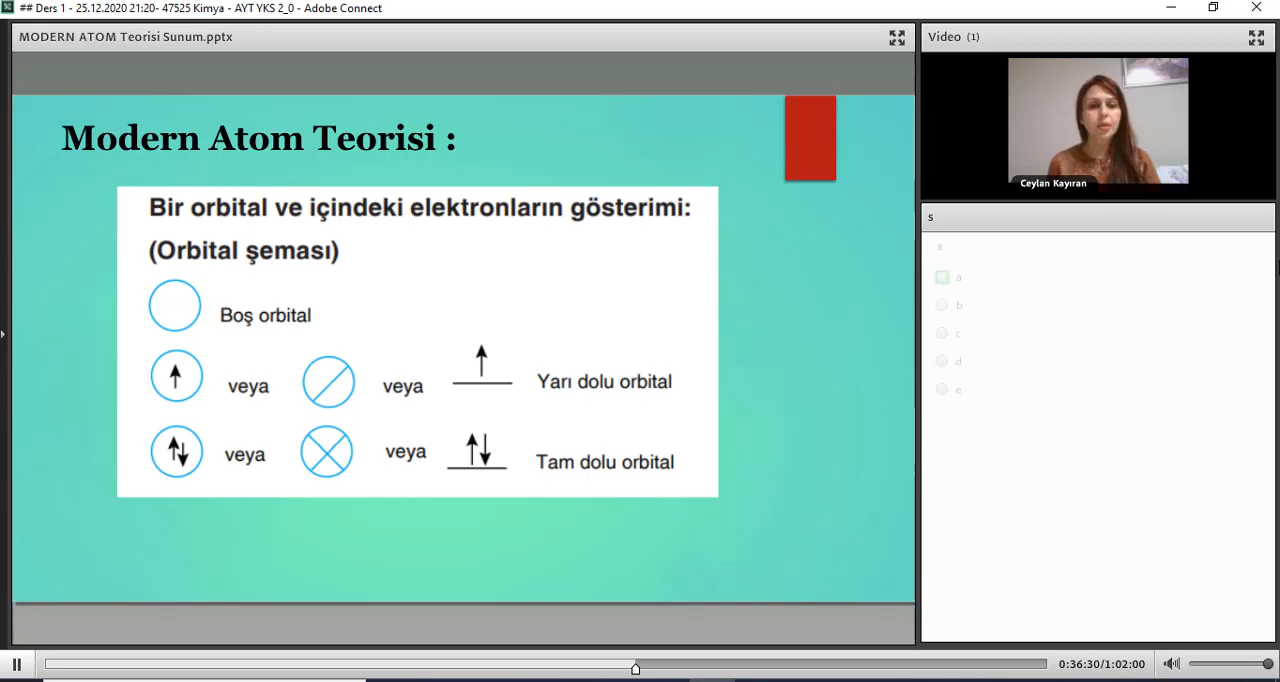 ## Ders 1 - 25.12.2020 21:20- 47525 Kimya - AYT YKS 2_0 - Adobe Connect
MODERN ATOM Teorisi Sunum.pptx
Modern Atom Teorisi :
Bir orbital ve içindeki elektronların gösterimi:
(Orbital şeması)
Boş orbital
veya veya Yarı dolu orbital
veya veya Tam dolu orbital
Video (1)
Ceylan Kayıran
s
s
a
b
c
d
e
0:36:30/1:02:00